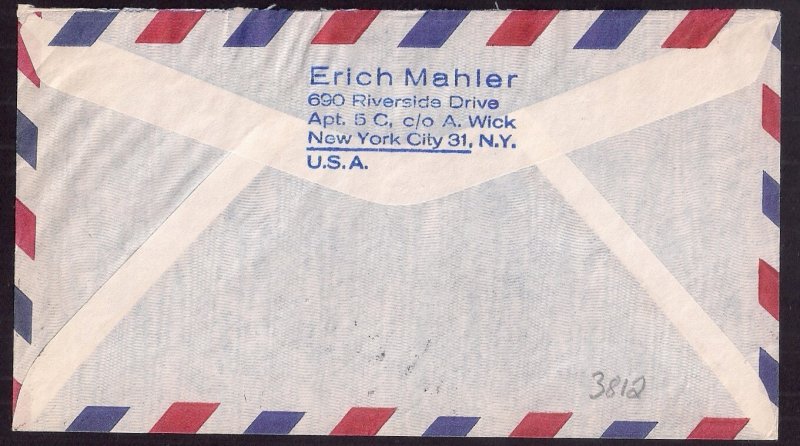 Erich Mahler
690 Riverside Drive
Apt. 5 C, c/o A. Wick
New York City 31, N.Y.
U.S.A.
3812